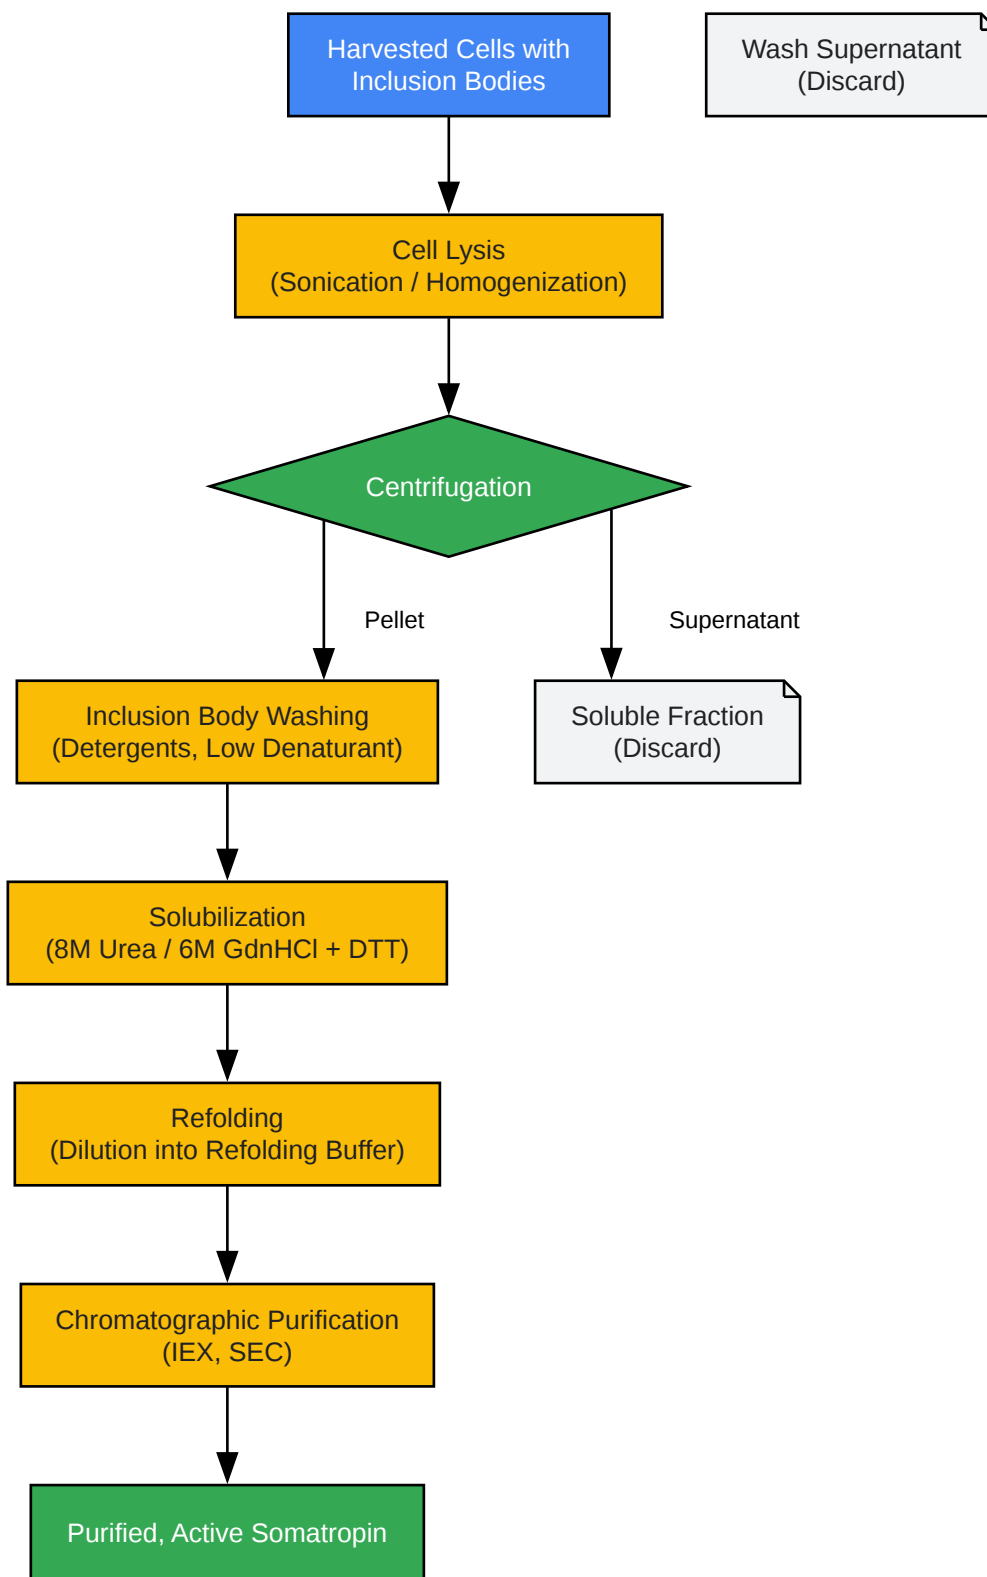 Harvested Cells with
Inclusion Bodies
Wash Supernatant
(Discard)
Cell Lysis
(Sonication / Homogenization)
Centrifugation
Pellet
Supernatant
Inclusion Body Washing
(Detergents, Low Denaturant)
Soluble Fraction
(Discard)
Solubilization
(8M Urea / 6M GdnHCl + DTT)
Refolding
(Dilution into Refolding Buffer)
Chromatographic Purification
(IEX, SEC)
Purified, Active Somatropin